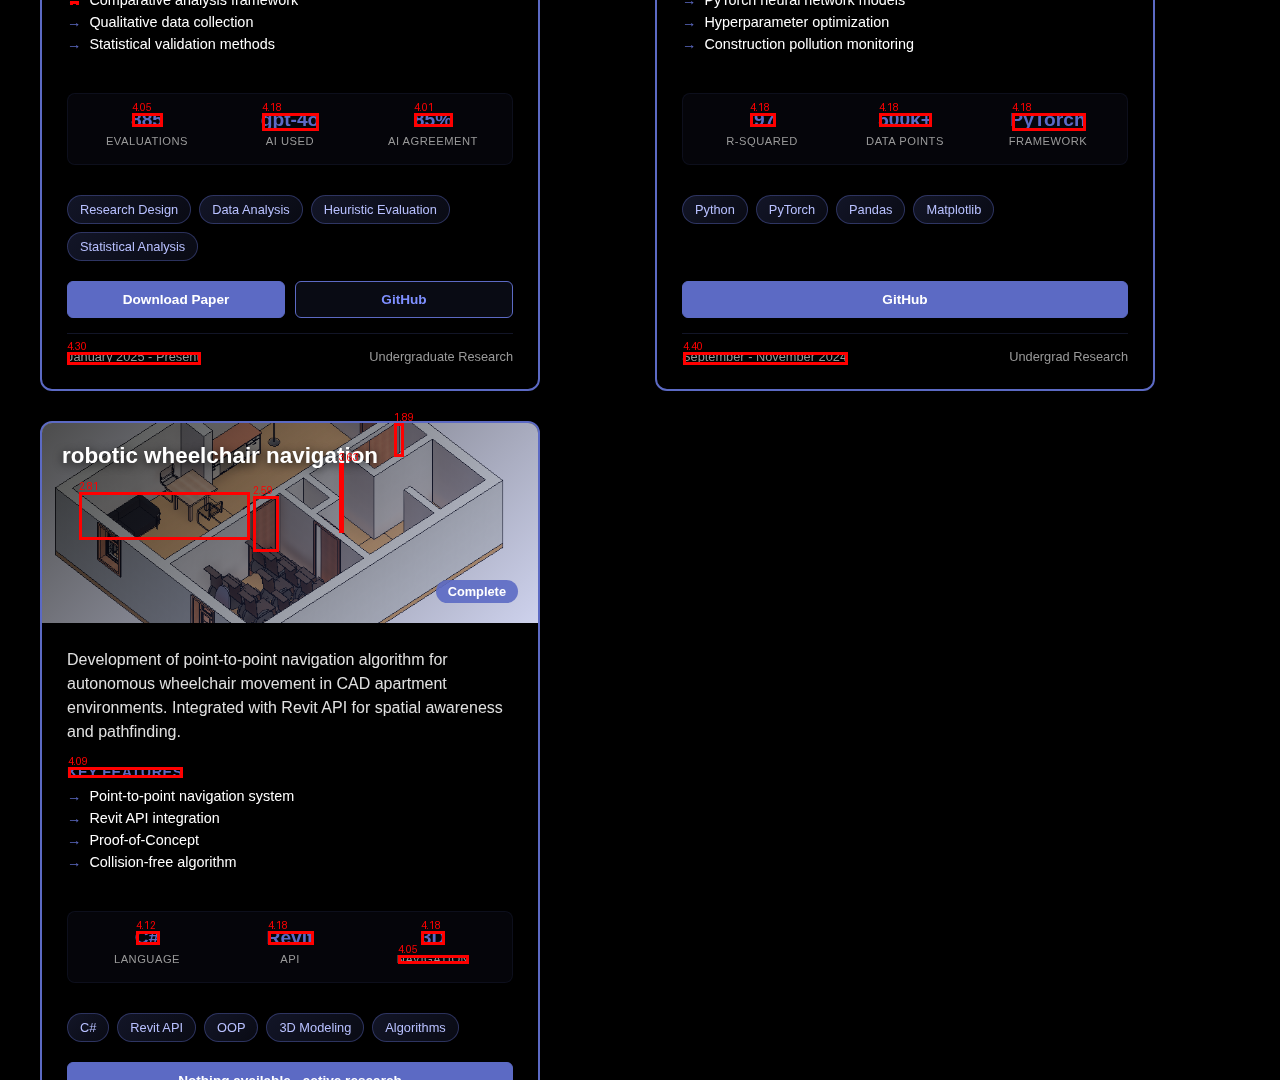 Comparative analysis framework
→ Qualitative data collection
→ Statistical validation methods
4.05
4.18
4.01
385
gpt-4o
85%
EVALUATIONS
AI USED
AI AGREEMENT
Research Design
Data Analysis
Heuristic Evaluation
Statistical Analysis
Download Paper
GitHub
4.30
January 2025 - Present
Undergraduate Research
→ PyTorch neural network models
→ Hyperparameter optimization
→ Construction pollution monitoring
4.18
4.18
4.18
.97
500k+
PyTorch
R-SQUARED
DATA POINTS
FRAMEWORK
Python
PyTorch
Pandas
Matplotlib
GitHub
4.40
September - November 2024
Undergrad Research
1.89
robotic wheelchair navigation
Complete
Development of point-to-point navigation algorithm for
autonomous wheelchair movement in CAD apartment
environments. Integrated with Revit API for spatial awareness
and pathfinding.
4.09
KEY FEATURES
→ Point-to-point navigation system
→ Revit API integration
→ Proof-of-Concept
→ Collision-free algorithm
4.12
4.18
4.18
C#
Revit
3D
4.05
LANGUAGE
API
NAVIGATION
C#
Revit API
OOP
3D Modeling
Algorithms
Nothing available - active research